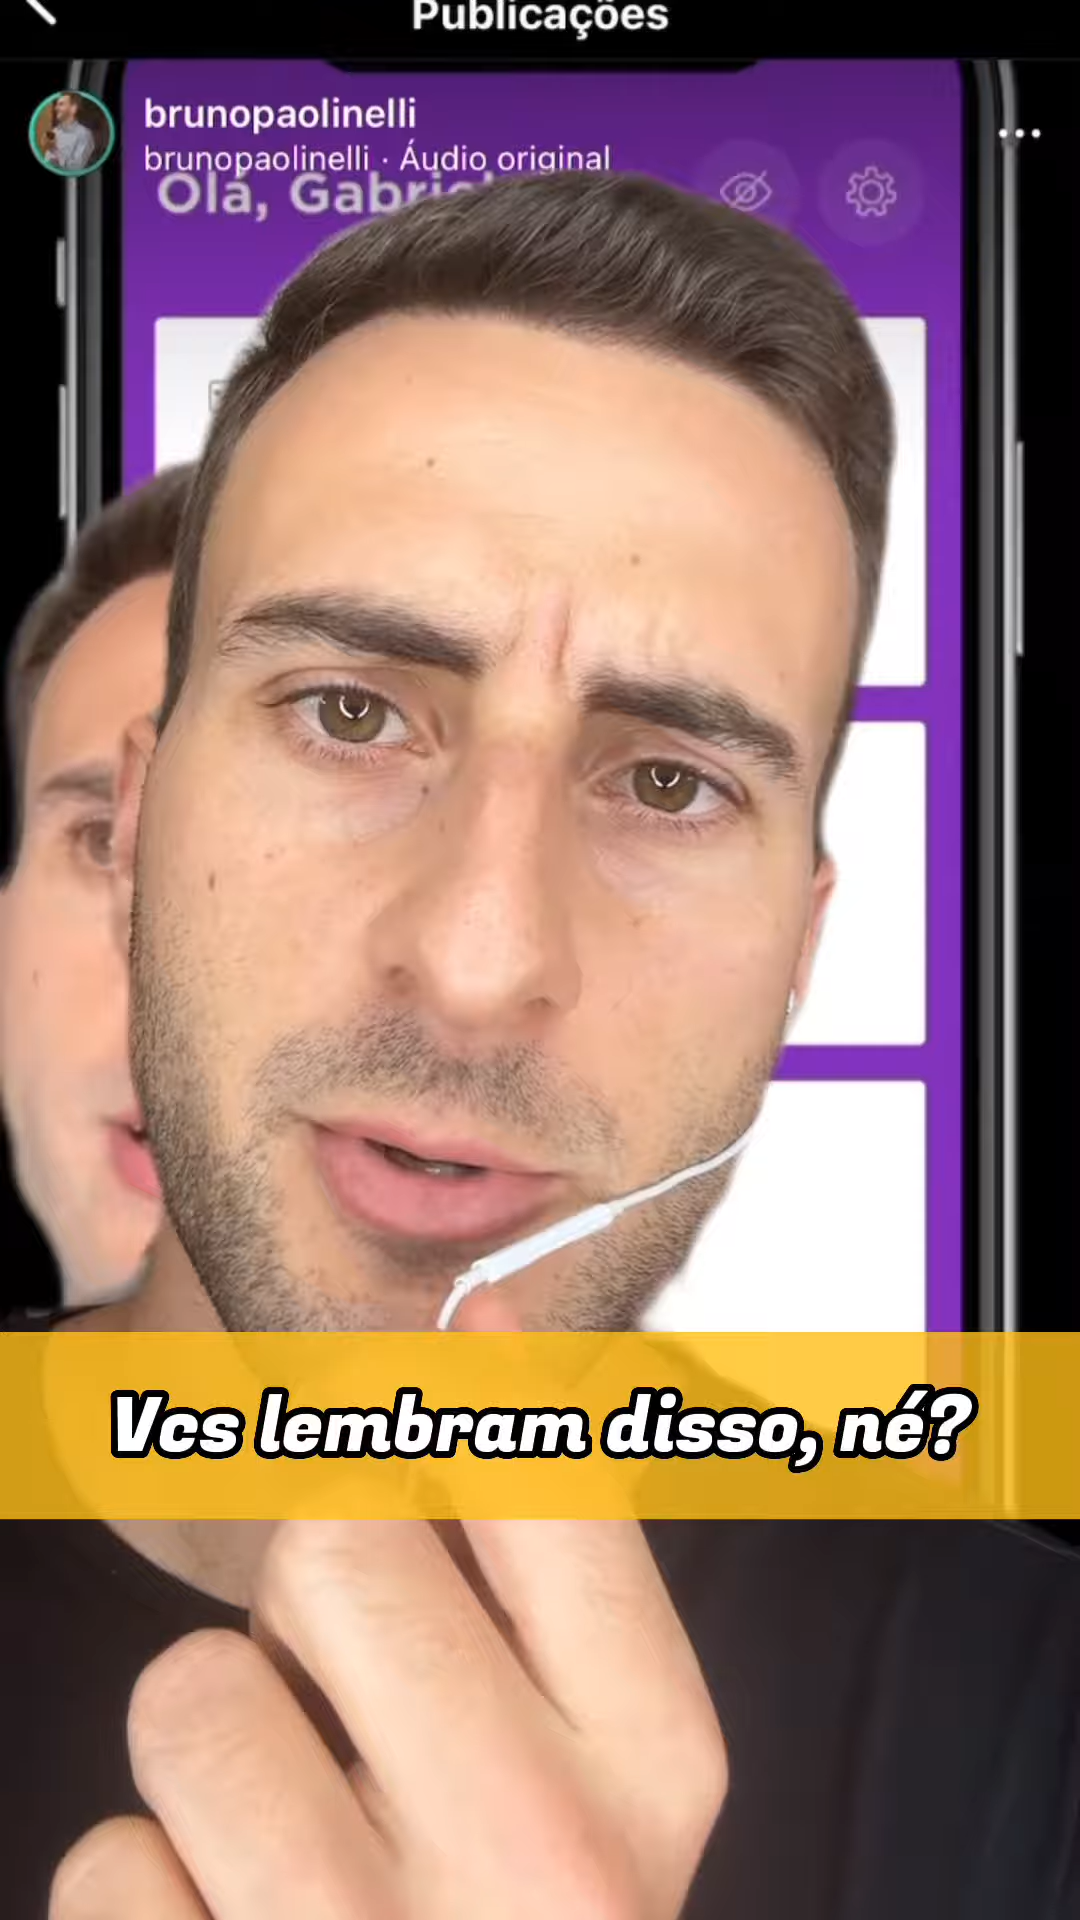 Publicações
brunopaolinelli
brunopaolinelli · Áudio original
Olá,
Vcs lembram disso, né?